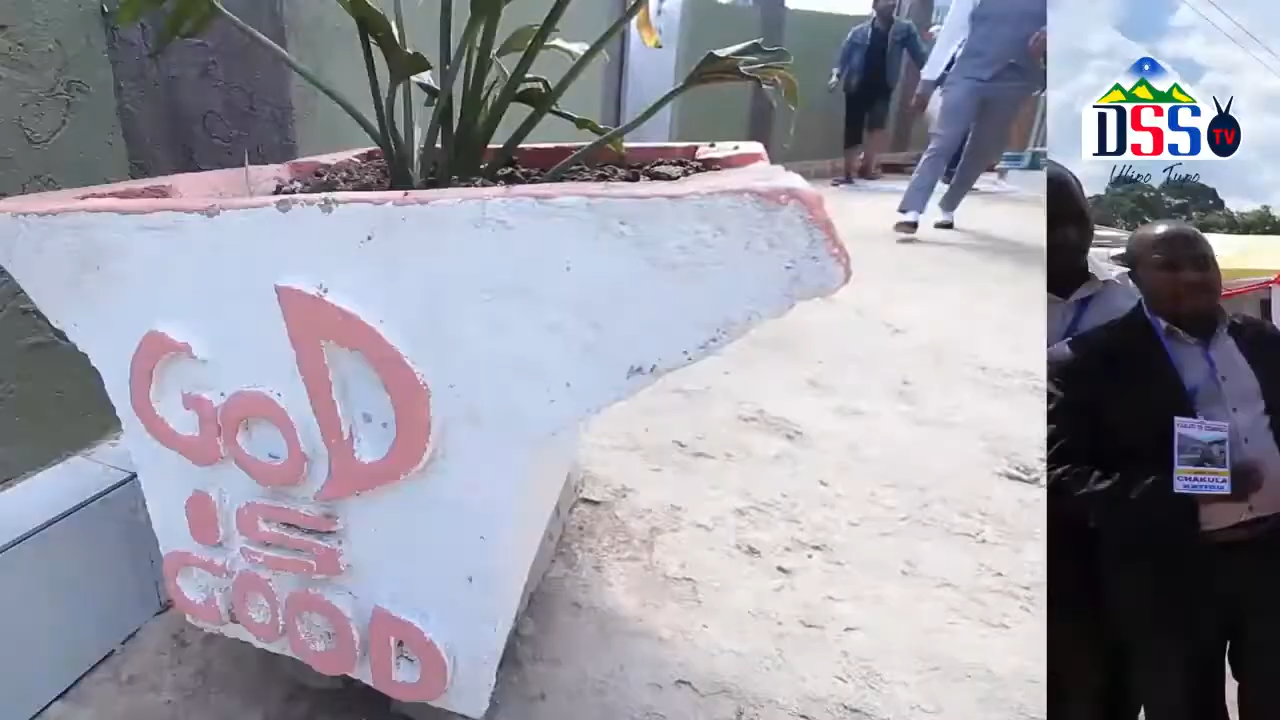 GOD
is
GOOD
DSS TV
Ulipo Tupo
CHAKULA